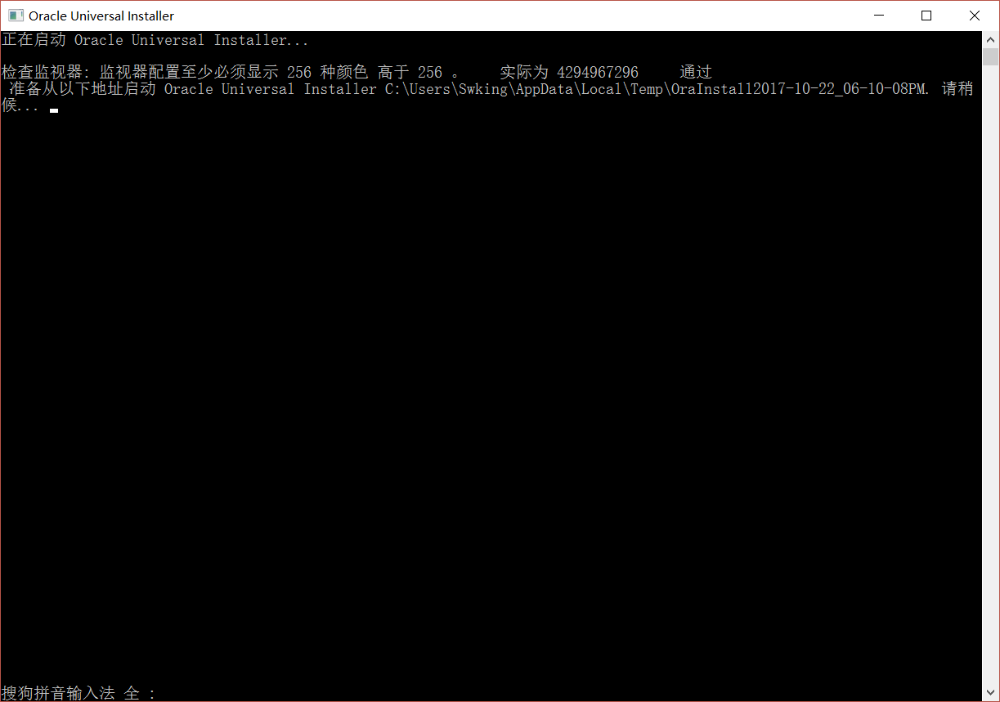 Oracle Universal Installer
正在启动 Oracle Universal Installer...
检查监视器: 监视器配置至少必须显示 256 种颜色 高于 256 。    实际为 4294967296     通过
准备从以下地址启动 Oracle Universal Installer C:\Users\Swking\AppData\Local\Temp\OraInstall2017-10-22_06-10-08PM. 请稍
候...
搜狗拼音输入法 全 :